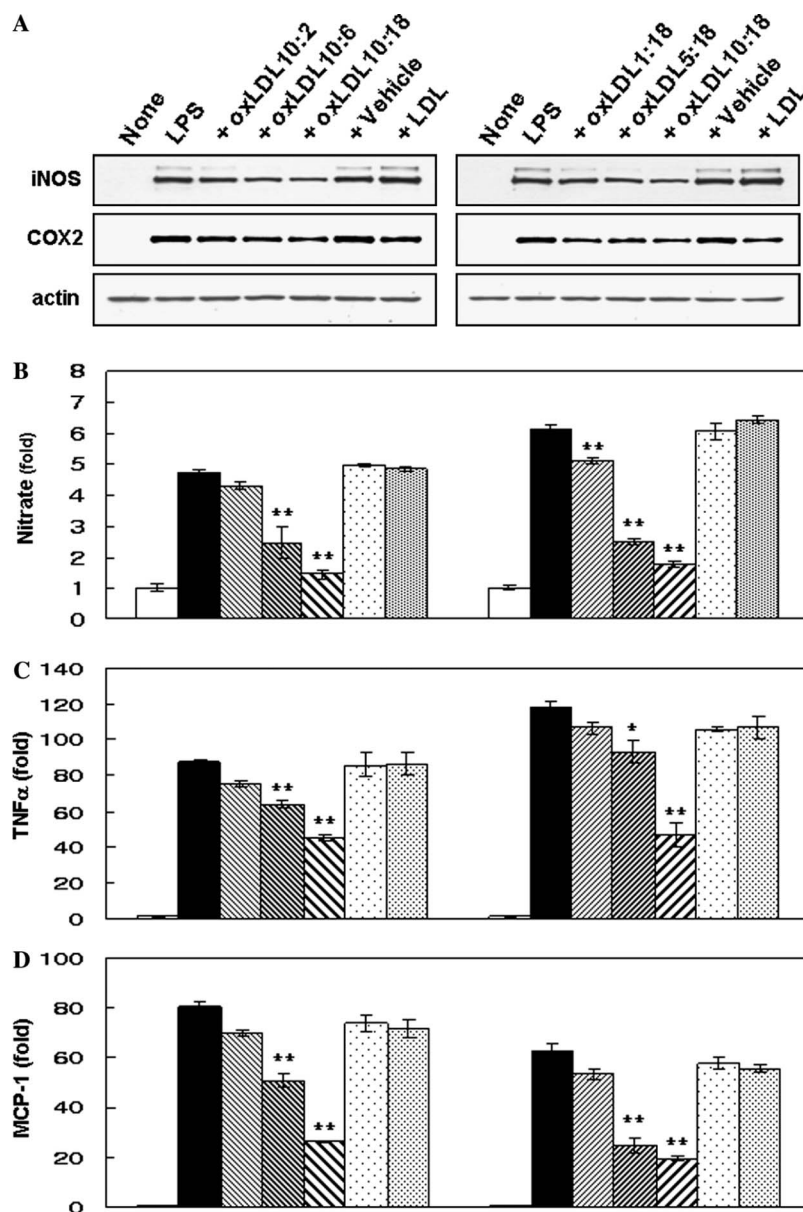 A
None
LPS
+ oxLDL10:2
+ oxLDL10:6
+ oxLDL10:18
+ Vehicle
+ LDL
None
LPS
+ oxLDL1:18
+ oxLDL5:18
+ oxLDL10:18
+ Vehicle
+ LDL
iNOS
COX2
actin
B
Nitrate (fold)
8
7
6
5
4
3
2
1
0
**
**
**
**
**
C
TNFα (fold)
140
120
100
80
60
40
20
0
**
**
*
**
D
MCP-1 (fold)
100
80
60
40
20
0
**
**
**
**